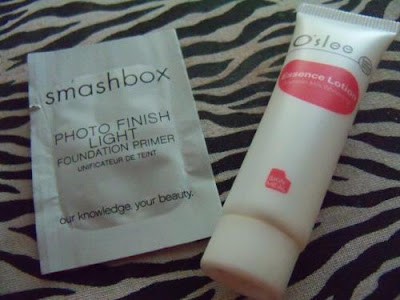 smashbox
PHOTO FINISH
LIGHT
FOUNDATION PRIMER
UNIFICATEUR DE TEINT
our knowledge. your beauty.
O'slee
Essence Lotion